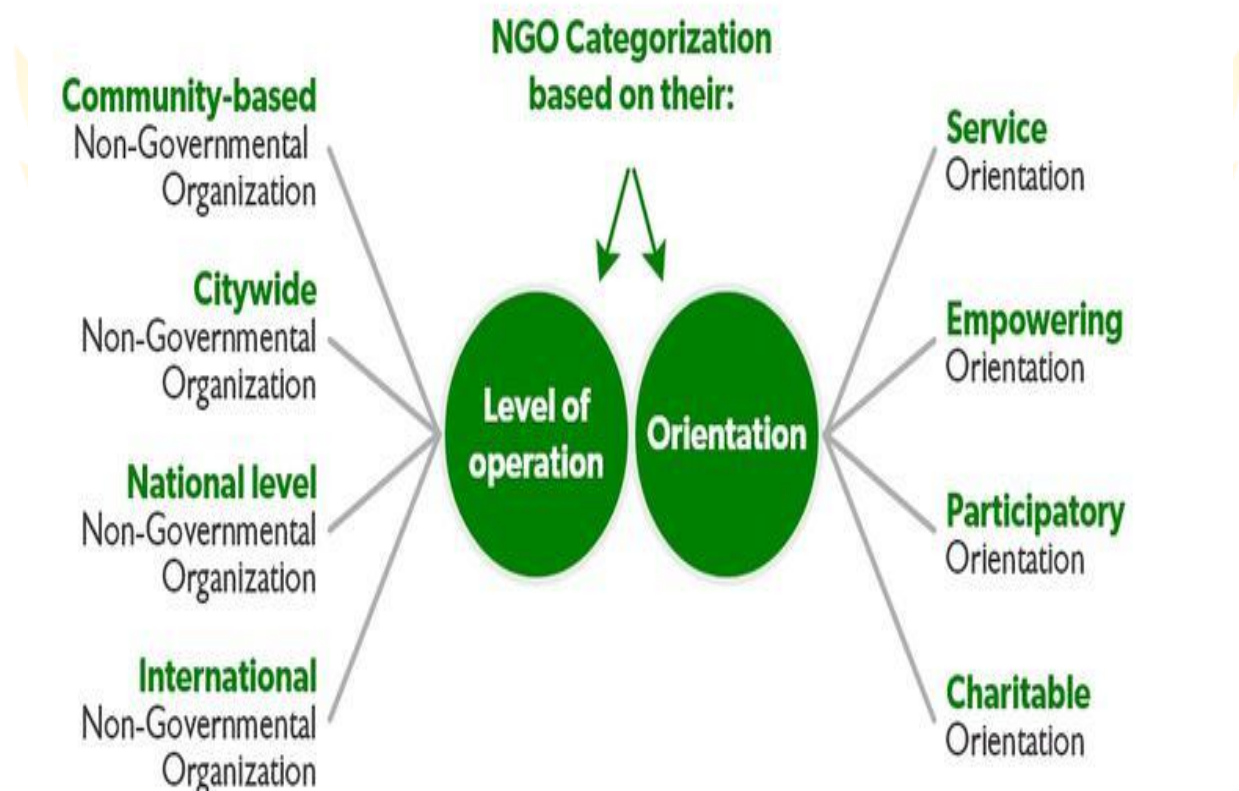 NGO Categorization
based on their:
Community-based
Non-Governmental
Organization
Citywide
Non-Governmental
Organization
National level
Non-Governmental
Organization
International
Non-Governmental
Organization
Level of
operation
Orientation
Service
Orientation
Empowering
Orientation
Participatory
Orientation
Charitable
Orientation